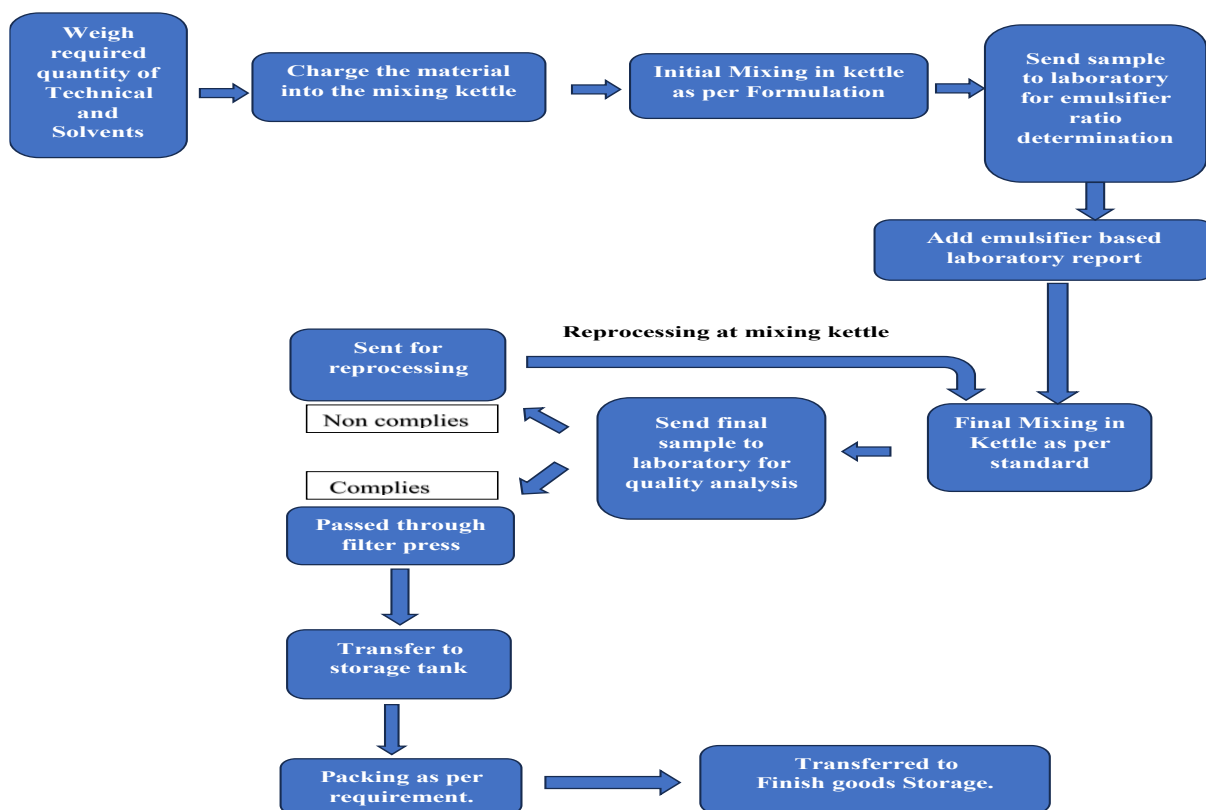 Weigh
required
quantity of
Technical
and
Solvents
Charge the material
into the mixing kettle
Initial Mixing in kettle
as per Formulation
Send sample
to laboratory
for emulsifier
ratio
determination
Add emulsifier based
laboratory report
Reprocessing at mixing kettle
Sent for
reprocessing
Non complies
Final Mixing in
Kettle as per
standard
Send final
sample to
laboratory for
quality analysis
Complies
Passed through
filter press
Transfer to
storage tank
Packing as per
requirement.
Transferred to
Finish goods Storage.